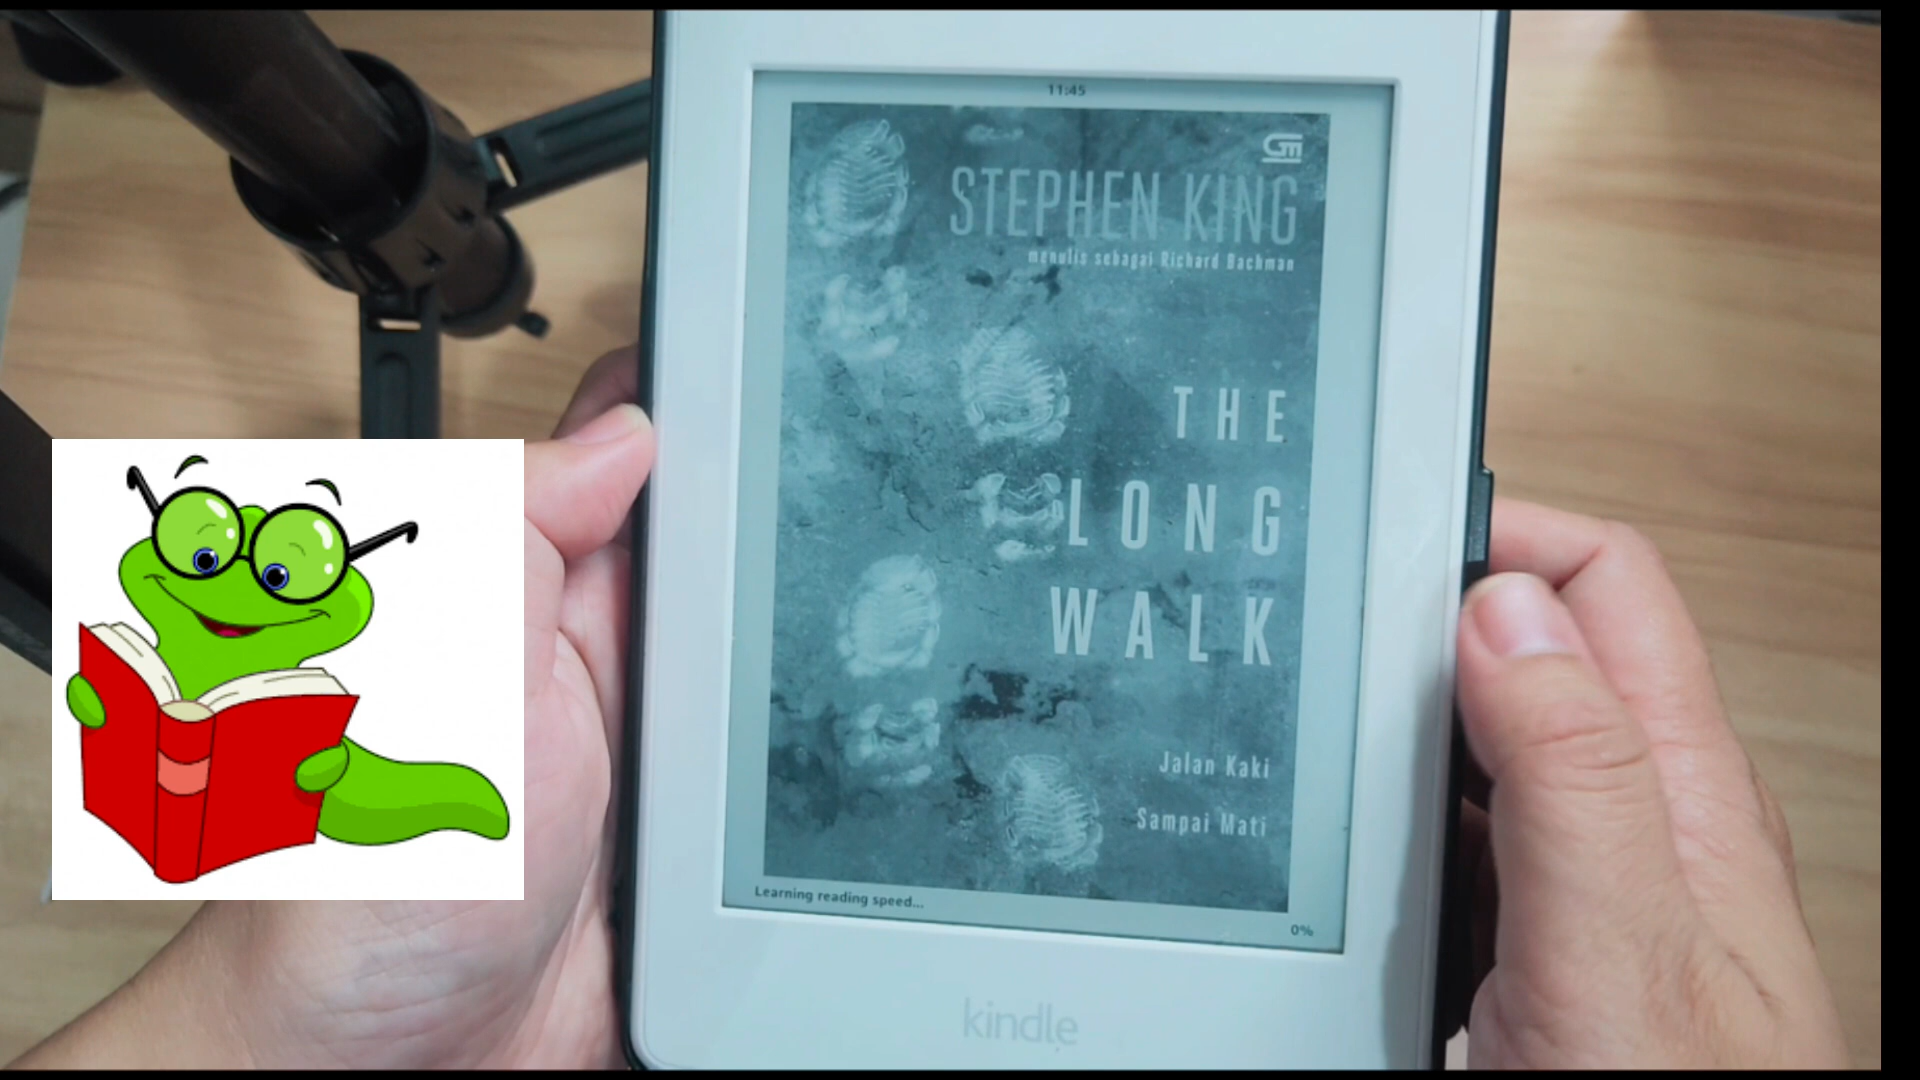 11:45
GM
STEPHEN KING
menulis sebagai Richard Bachman
THE
LONG
WALK
Jalan Kaki
Sampai Mati
Learning reading speed...
0%
kindle